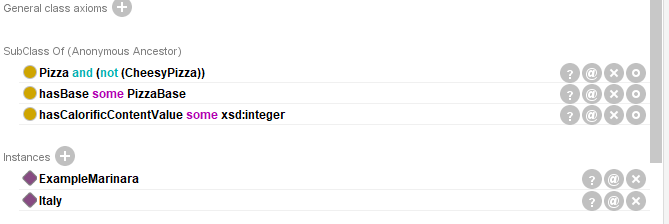 General class axioms
SubClass Of (Anonymous Ancestor)
Pizza and (not (CheesyPizza))
hasBase some PizzaBase
hasCalorificContentValue some xsd:integer
Instances
ExampleMarinara
Italy